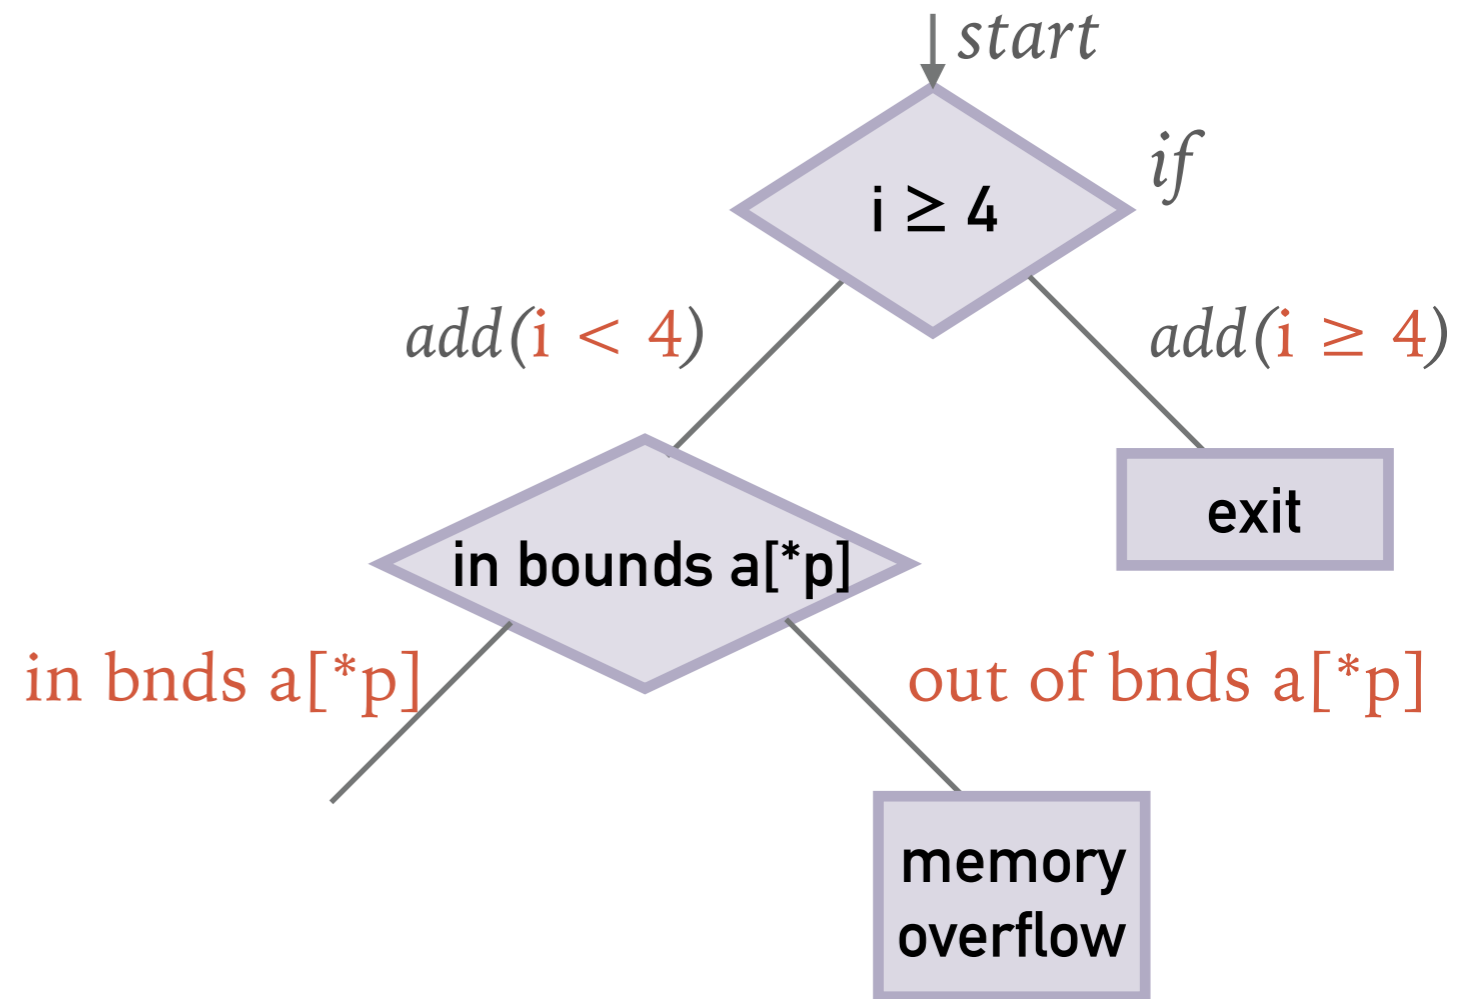 start
if
i ≥ 4
add(i < 4)
add(i ≥ 4)
exit
in bounds a[*p]
in bnds a[*p]
out of bnds a[*p]
memory
overflow